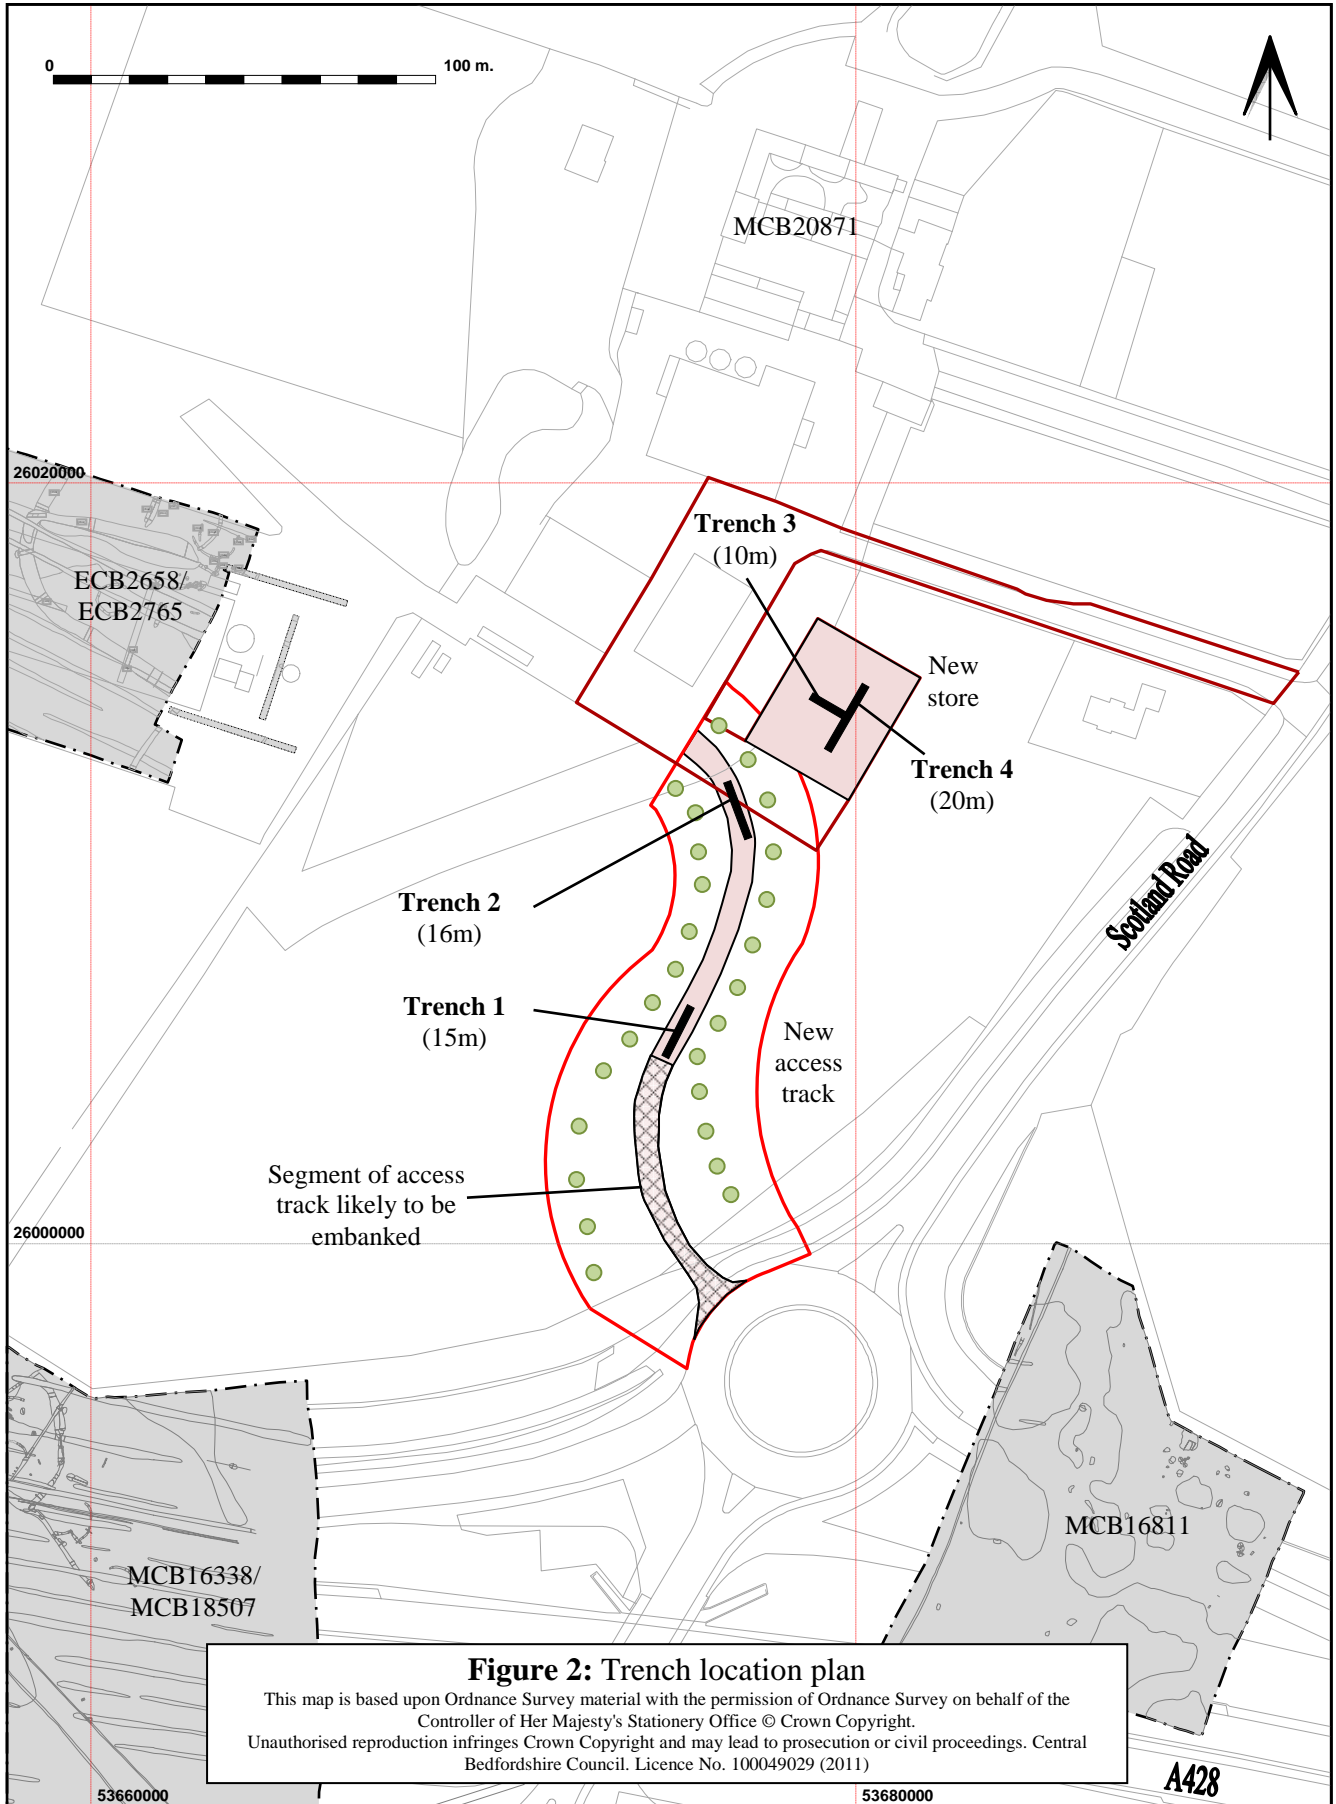 0
100 m.
MCB20871
26020000
Trench 3
(10m)
ECB2658/
ECB2765
New
store
Trench 4
(20m)
Scotland Road
Trench 2
(16m)
Trench 1
(15m)
New
access
track
Segment of access
track likely to be
embanked
26000000
MCB16811
MCB16338/
MCB18507
Figure 2: Trench location plan
This map is based upon Ordnance Survey material with the permission of Ordnance Survey on behalf of the
Controller of Her Majesty's Stationery Office © Crown Copyright.
Unauthorised reproduction infringes Crown Copyright and may lead to prosecution or civil proceedings. Central
Bedfordshire Council. Licence No. 100049029 (2011)
A428
53660000
53680000